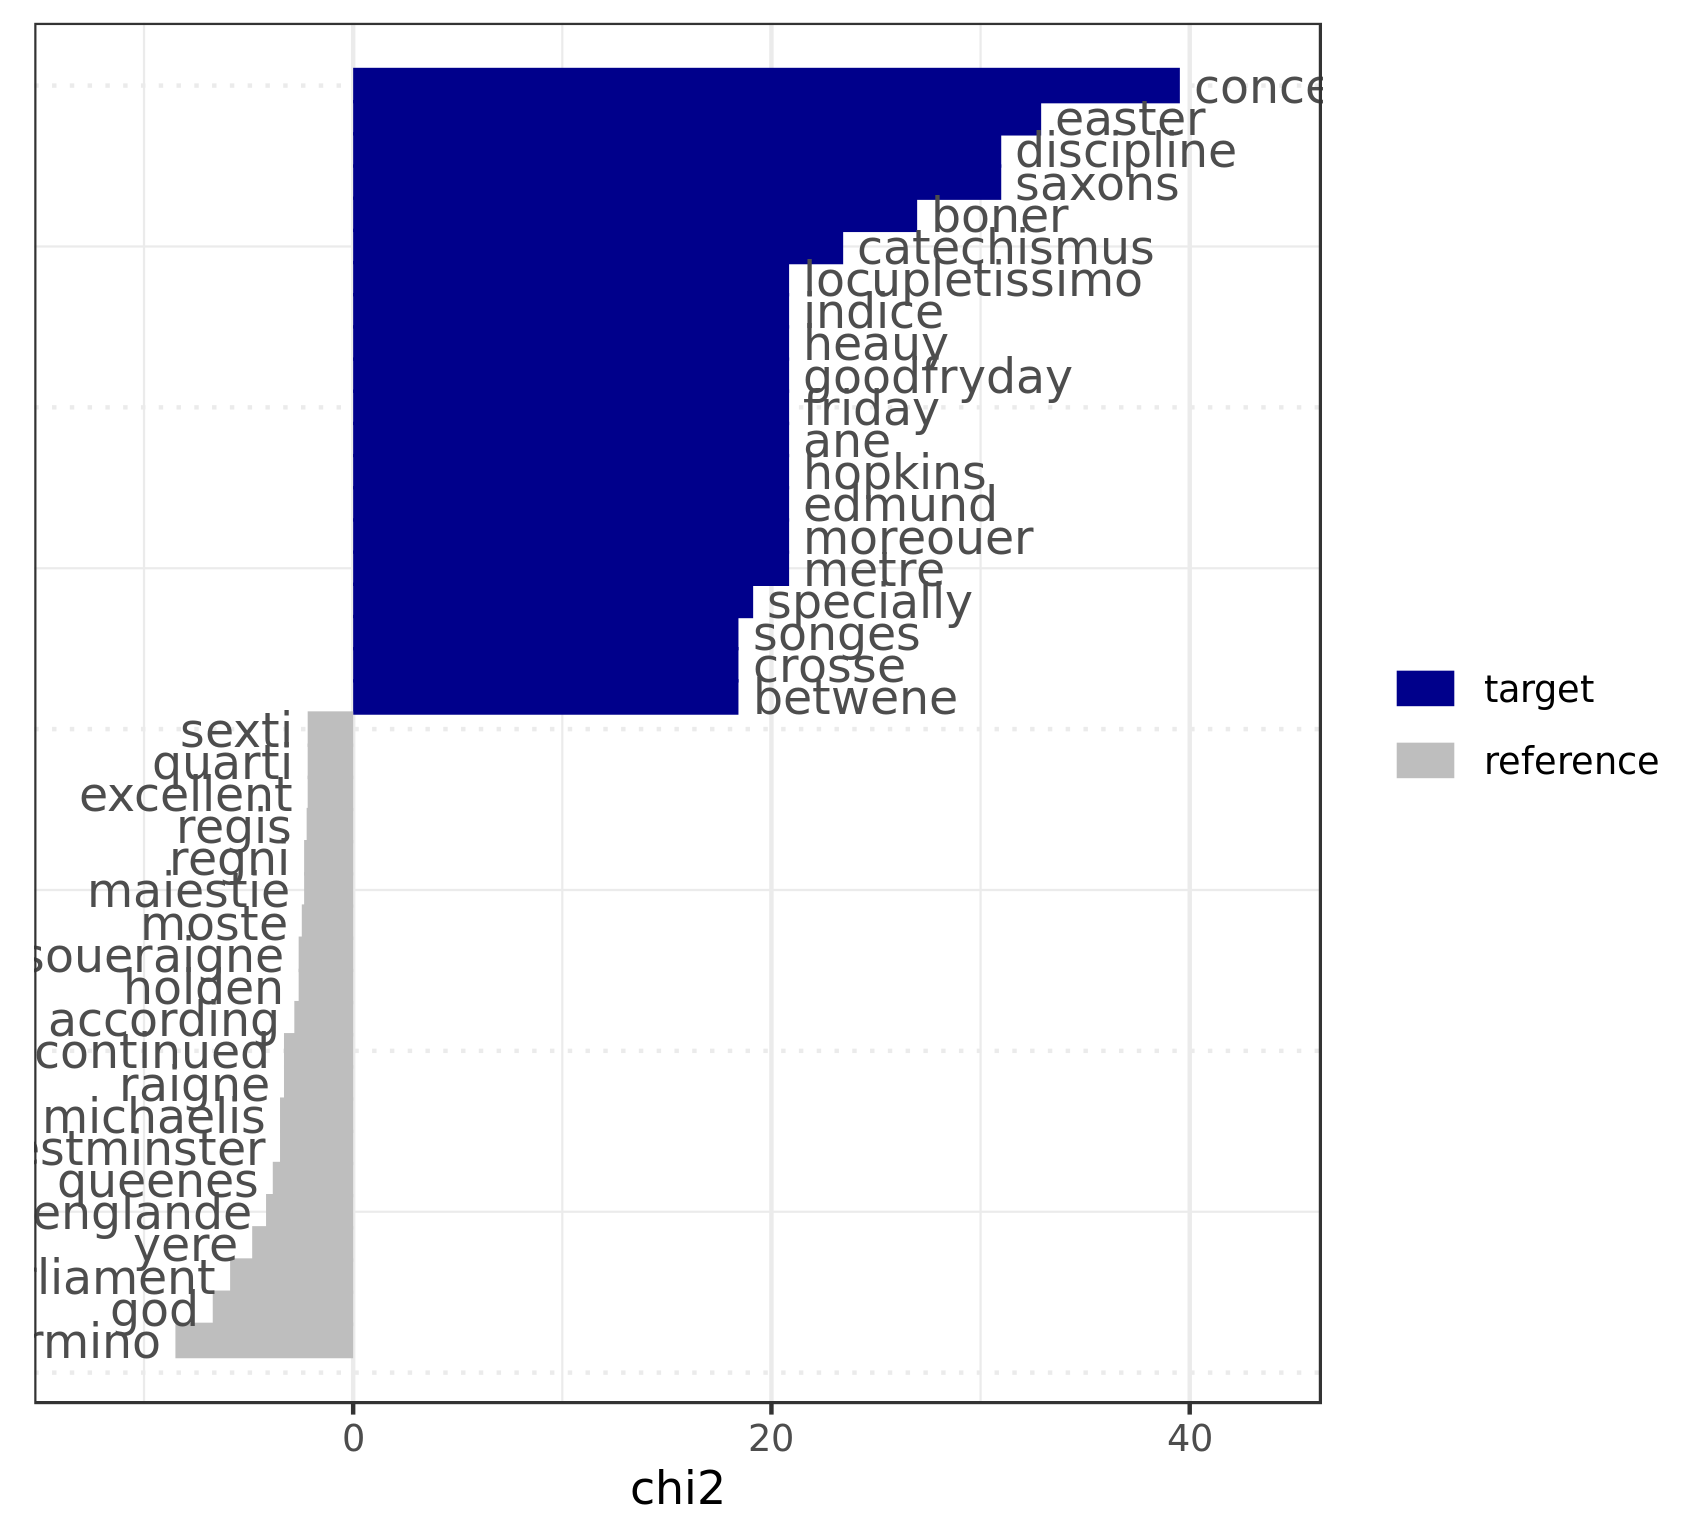 conce
easter
discipline
saxons
boner
catechismus
locupletissimo
indice
heauy
goodfryday
friday
ane
hopkins
edmund
moreouer
metre
specially
songes
crosse
betwene
sexti
quarti
excellent
regis
regni
maiestie
moste
soueraigne
holden
according
continued
raigne
michaelis
estminster
queenes
englande
yere
rliament
god
rmino
0 20 40
chi2
target
reference